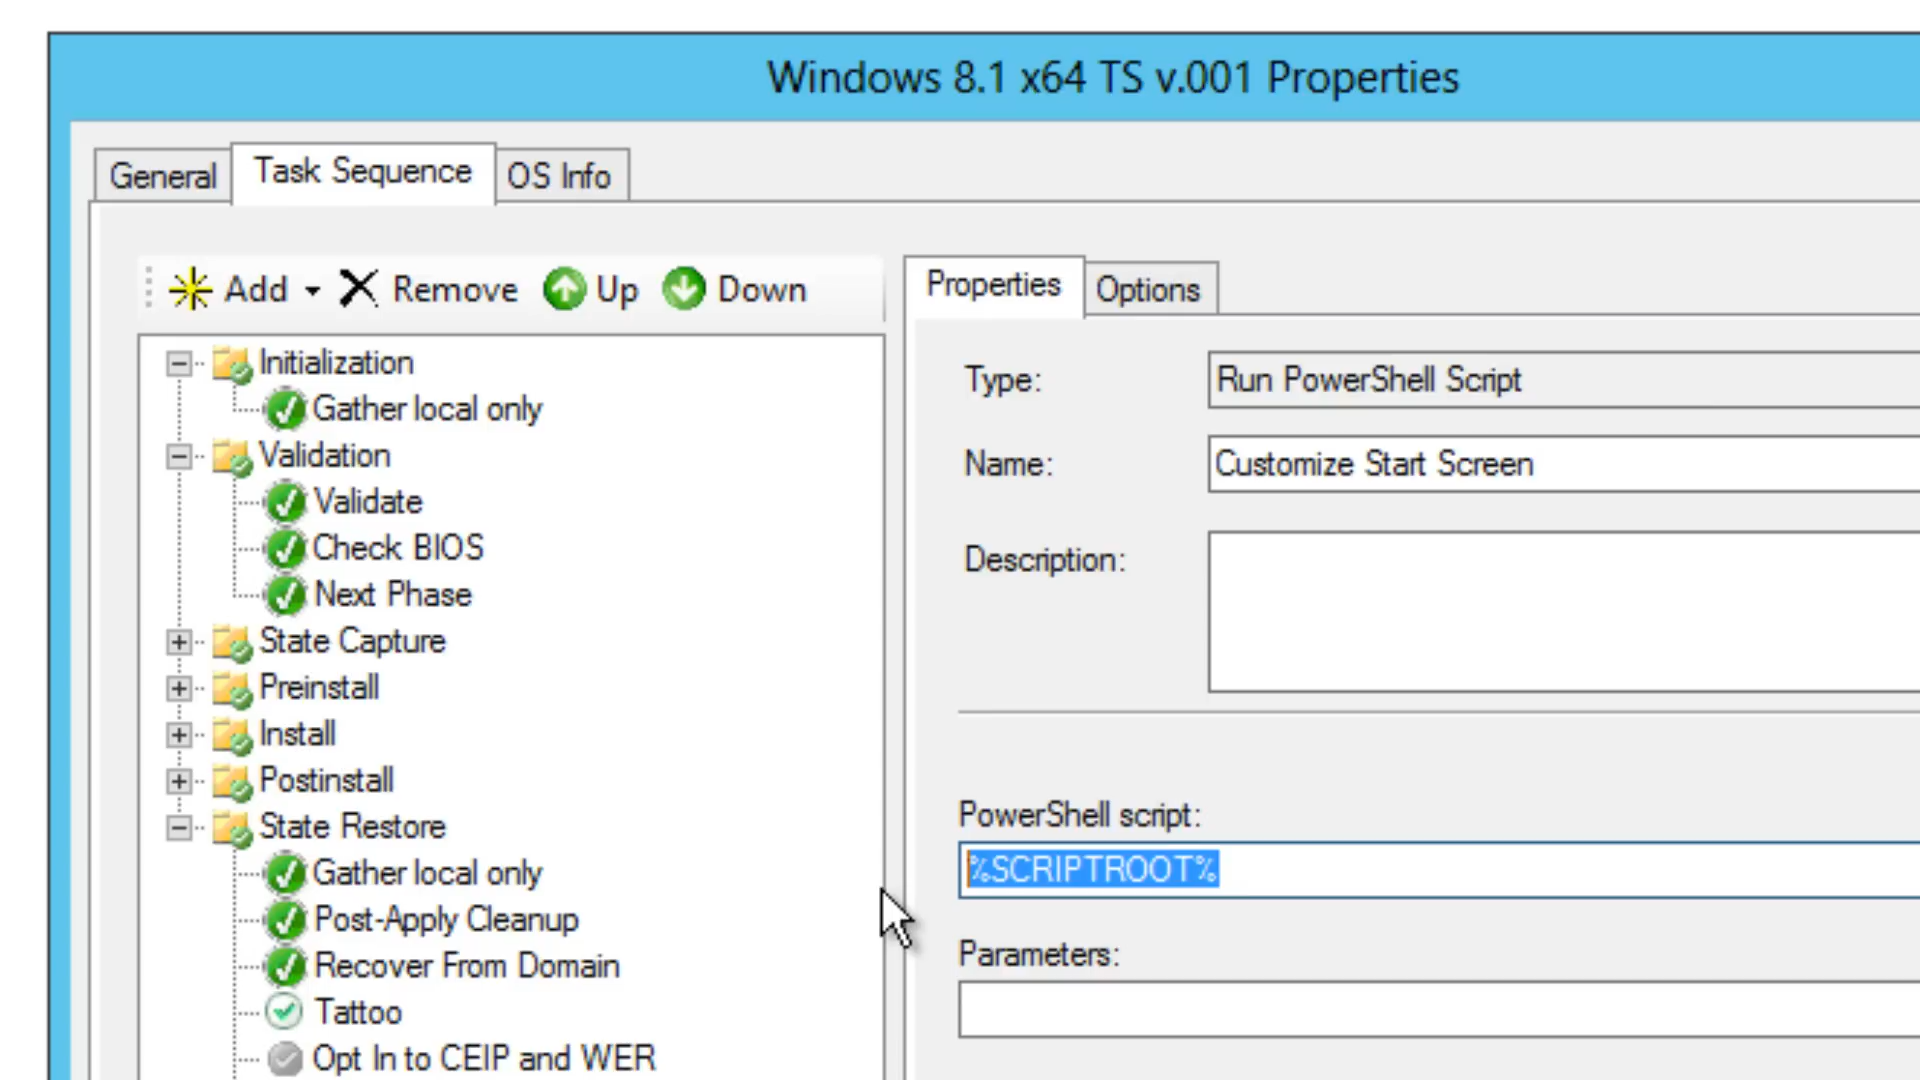 Windows 8.1 x64 TS v.001 Properties
General Task Sequence OS Info
Add Remove Up Down
Initialization
Gather local only
Validation
Validate
Check BIOS
Next Phase
State Capture
Preinstall
Install
Postinstall
State Restore
Gather local only
Post-Apply Cleanup
Recover From Domain
Tattoo
Opt In to CEIP and WER
Properties Options
Type: Run PowerShell Script
Name: Customize Start Screen
Description:
PowerShell script:
%SCRIPTROOT%
Parameters: